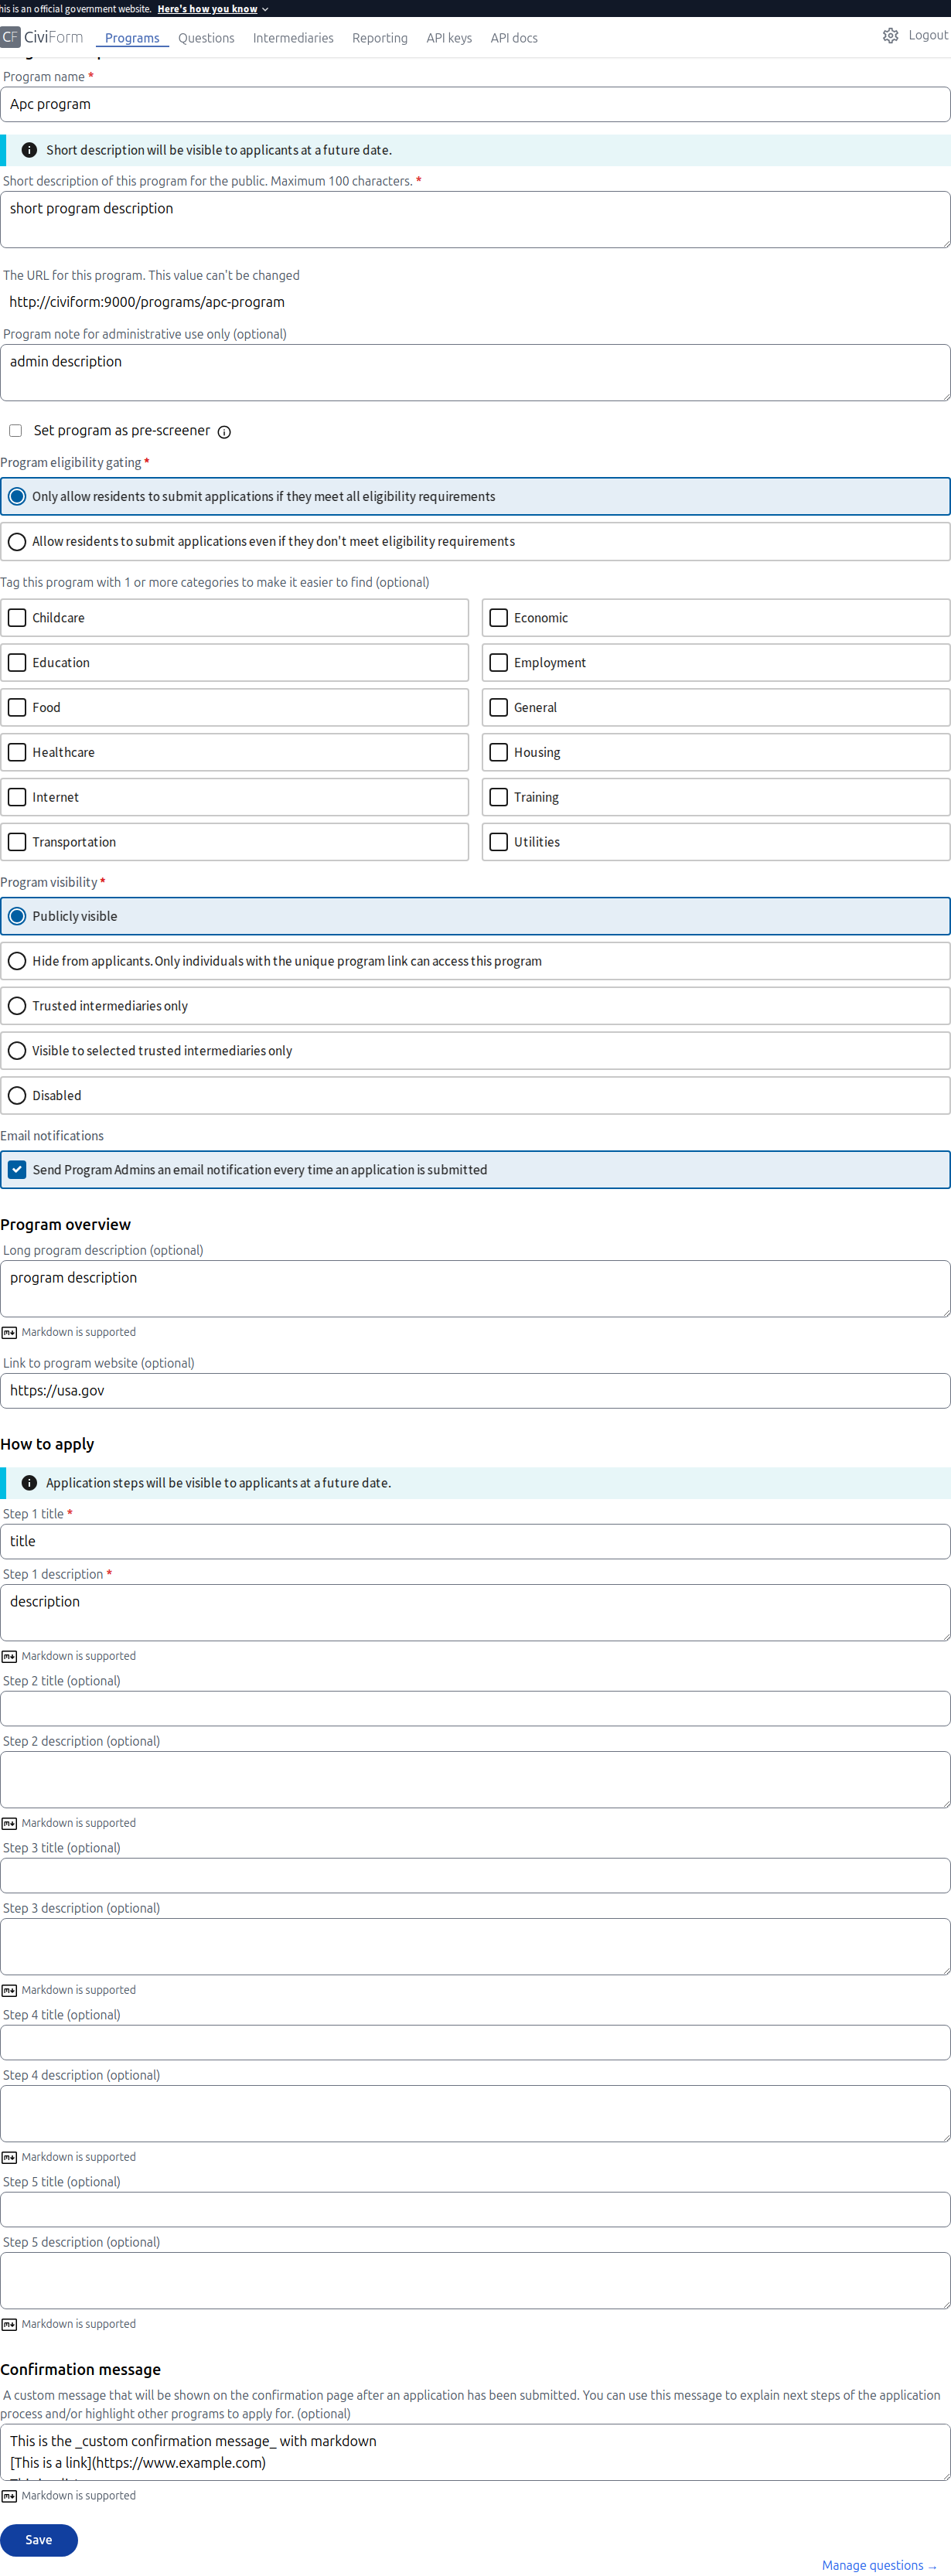 his is an official government website. Here's how you know
CF CiviForm Programs Questions Intermediaries Reporting API keys API docs Logout
Program name *
Apc program
Short description will be visible to applicants at a future date.
Short description of this program for the public. Maximum 100 characters. *
short program description
The URL for this program. This value can't be changed
http://civiform:9000/programs/apc-program
Program note for administrative use only (optional)
admin description
Set program as pre-screener
Program eligibility gating *
Only allow residents to submit applications if they meet all eligibility requirements
Allow residents to submit applications even if they don't meet eligibility requirements
Tag this program with 1 or more categories to make it easier to find (optional)
Childcare Economic
Education Employment
Food General
Healthcare Housing
Internet Training
Transportation Utilities
Program visibility *
Publicly visible
Hide from applicants. Only individuals with the unique program link can access this program
Trusted intermediaries only
Visible to selected trusted intermediaries only
Disabled
Email notifications
Send Program Admins an email notification every time an application is submitted
Program overview
Long program description (optional)
program description
Markdown is supported
Link to program website (optional)
https://usa.gov
How to apply
Application steps will be visible to applicants at a future date.
Step 1 title *
title
Step 1 description *
description
Markdown is supported
Step 2 title (optional)
Step 2 description (optional)
Markdown is supported
Step 3 title (optional)
Step 3 description (optional)
Markdown is supported
Step 4 title (optional)
Step 4 description (optional)
Markdown is supported
Step 5 title (optional)
Step 5 description (optional)
Markdown is supported
Confirmation message
A custom message that will be shown on the confirmation page after an application has been submitted. You can use this message to explain next steps of the application
process and/or highlight other programs to apply for. (optional)
This is the _custom confirmation message_ with markdown
[This is a link](https://www.example.com)
Markdown is supported
Save
Manage questions →